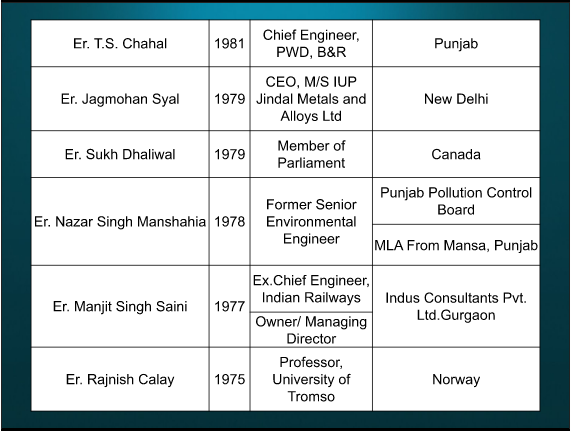 Er. T.S. Chahal
1981
Chief Engineer,
PWD, B&R
Punjab
Er. Jagmohan Syal
1979
CEO, M/S IUP
Jindal Metals and
Alloys Ltd
New Delhi
Er. Sukh Dhaliwal
1979
Member of
Parliament
Canada
Er. Nazar Singh Manshahia
1978
Former Senior
Environmental
Engineer
Punjab Pollution Control
Board
MLA From Mansa, Punjab
Er. Manjit Singh Saini
1977
Ex.Chief Engineer,
Indian Railways
Owner/ Managing
Director
Indus Consultants Pvt.
Ltd.Gurgaon
Er. Rajnish Calay
1975
Professor,
University of
Tromso
Norway